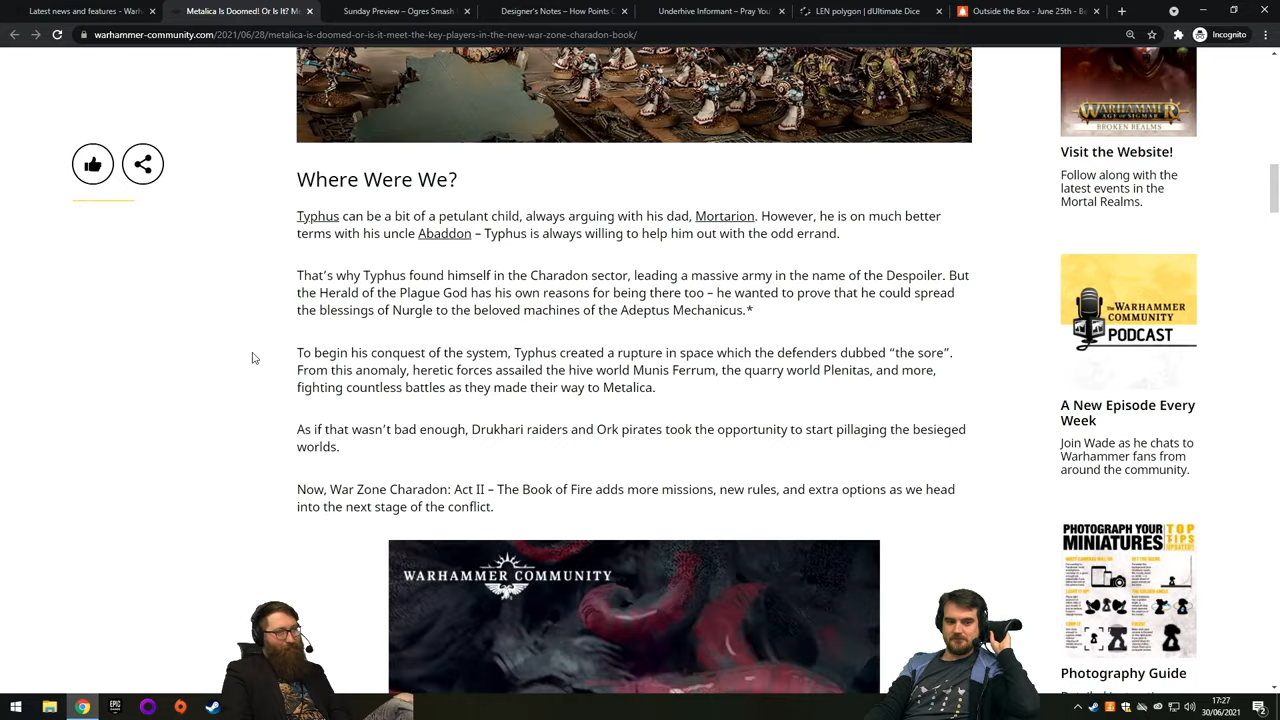 Latest news and features - Warh
Metalica Is Doomed! Or Is It? Me
Sunday Preview – Ogres Smash I
Designer's Notes – How Points C
Underhive Informant – Pray You
LEN polygon | dUltimate Dice
Outside the Box - June 25th - Be
warhammer-community.com/2021/06/28/metalica-is-doomed-or-is-it-meet-the-key-players-in-the-new-war-zone-charadon-book/
Incognito
Where Were We?
Typhus can be a bit of a petulant child, always arguing with his dad, Mortarion. However, he is on much better
terms with his uncle Abaddon – Typhus is always willing to help him out with the odd errand.
That's why Typhus found himself in the Charadon sector, leading a massive army in the name of the Despoiler. But
the Herald of the Plague God has his own reasons for being there too – he wanted to prove that he could spread
the blessings of Nurgle to the beloved machines of the Adeptus Mechanicus.*
To begin his conquest of the system, Typhus created a rupture in space which the defenders dubbed “the sore”.
From this anomaly, heretic forces assailed the hive world Munis Ferrum, the quarry world Plenitas, and more,
fighting countless battles as they made their way to Metalica.
As if that wasn't bad enough, Drukhari raiders and Ork pirates took the opportunity to start pillaging the besieged
worlds.
Now, War Zone Charadon: Act II – The Book of Fire adds more missions, new rules, and extra options as we head
into the next stage of the conflict.
WARHAMMER COMMUNITY
WARHAMMER
AGE OF SIGMAR
BROKEN REALMS
Visit the Website!
Follow along with the
latest events in the
Mortal Realms.
THE WARHAMMER
COMMUNITY
PODCAST
A New Episode Every
Week
Join Wade as he chats to
Warhammer fans from
around the community.
PHOTOGRAPH YOUR
MINIATURES
TOP
TIPS
Photography Guide
EPIC
17:27
30/06/2021
2